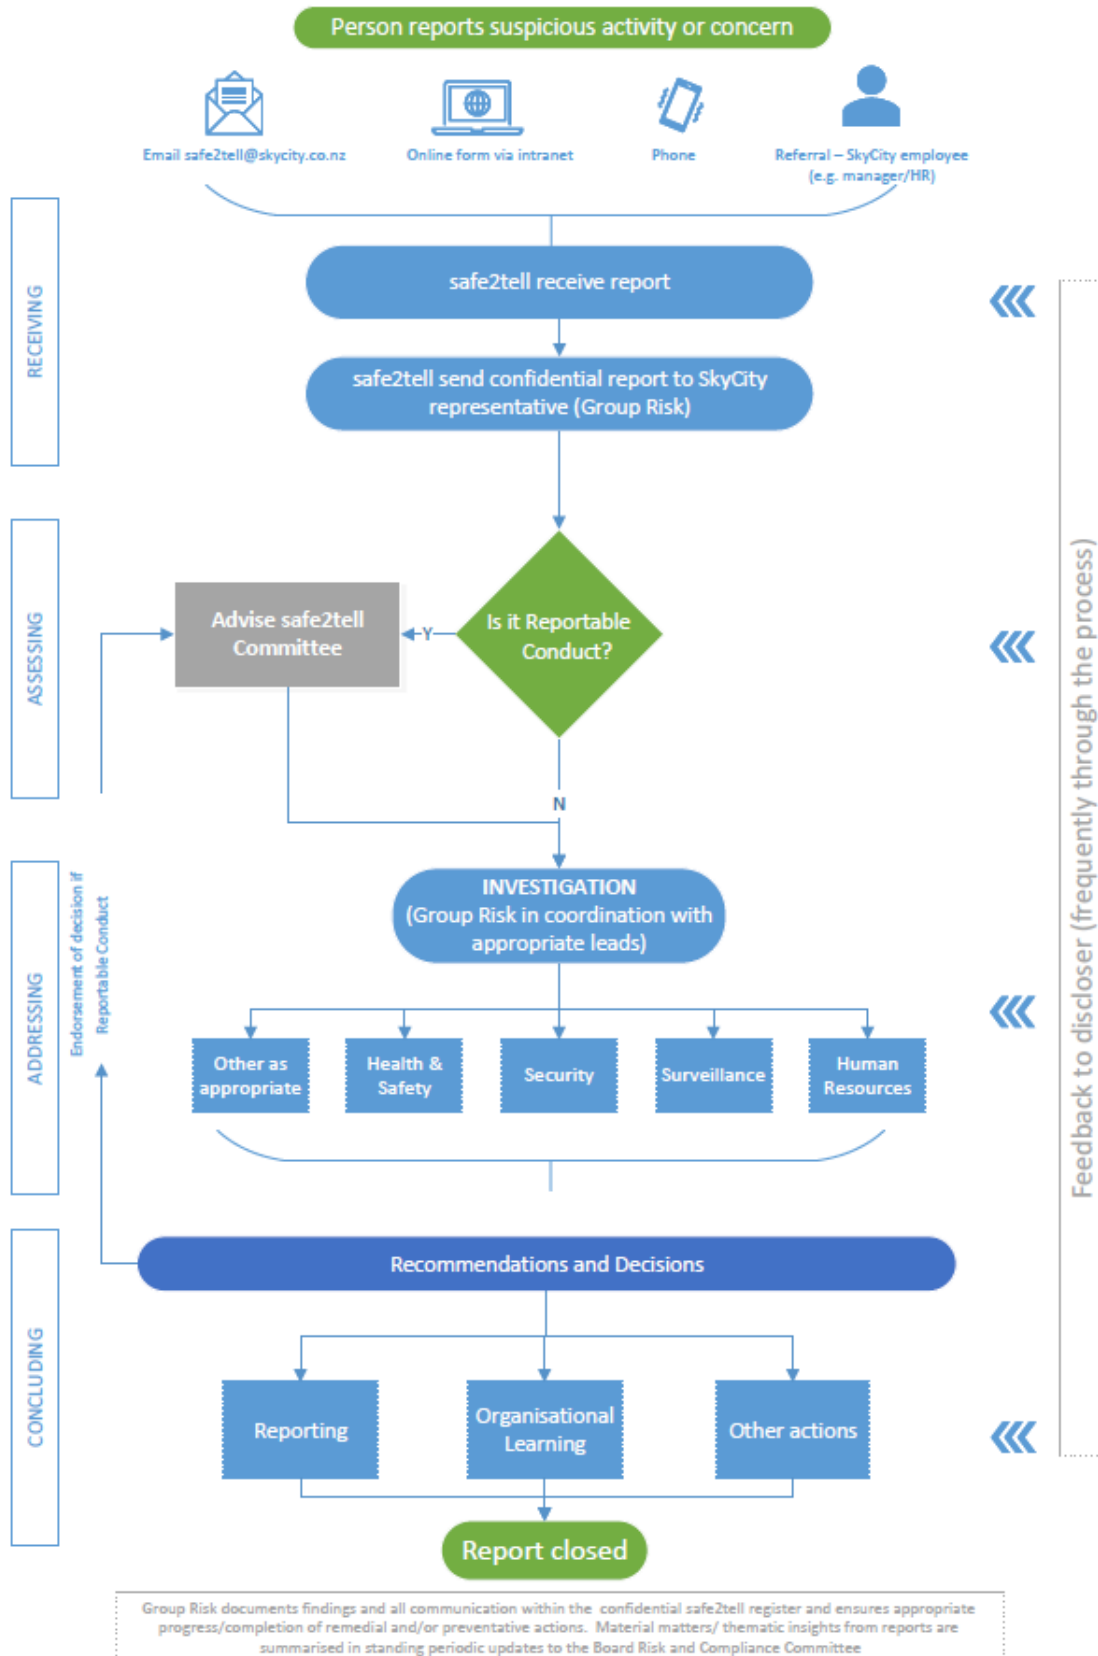 Person reports suspicious activity or concern
Email safe2tell@skycity.co.nz
Online form via intranet
Phone
Referral – SkyCity employee
(e.g. manager/HR)
RECEIVING
safe2tell receive report
safe2tell send confidential report to SkyCity
representative (Group Risk)
ASSESSING
Advise safe2tell
Committee
Y
Is it Reportable
Conduct?
N
Feedback to discloser (frequently through the process)
ADDRESSING
Endorsement of decision if
Reportable Conduct
INVESTIGATION
(Group Risk in coordination with
appropriate leads)
Other as
appropriate
Health &
Safety
Security
Surveillance
Human
Resources
CONCLUDING
Recommendations and Decisions
Reporting
Organisational
Learning
Other actions
Report closed
Group Risk documents findings and all communication within the confidential safe2tell register and ensures appropriate
progress/completion of remedial and/or preventative actions. Material matters/ thematic insights from reports are
summarised in standing periodic updates to the Board Risk and Compliance Committee